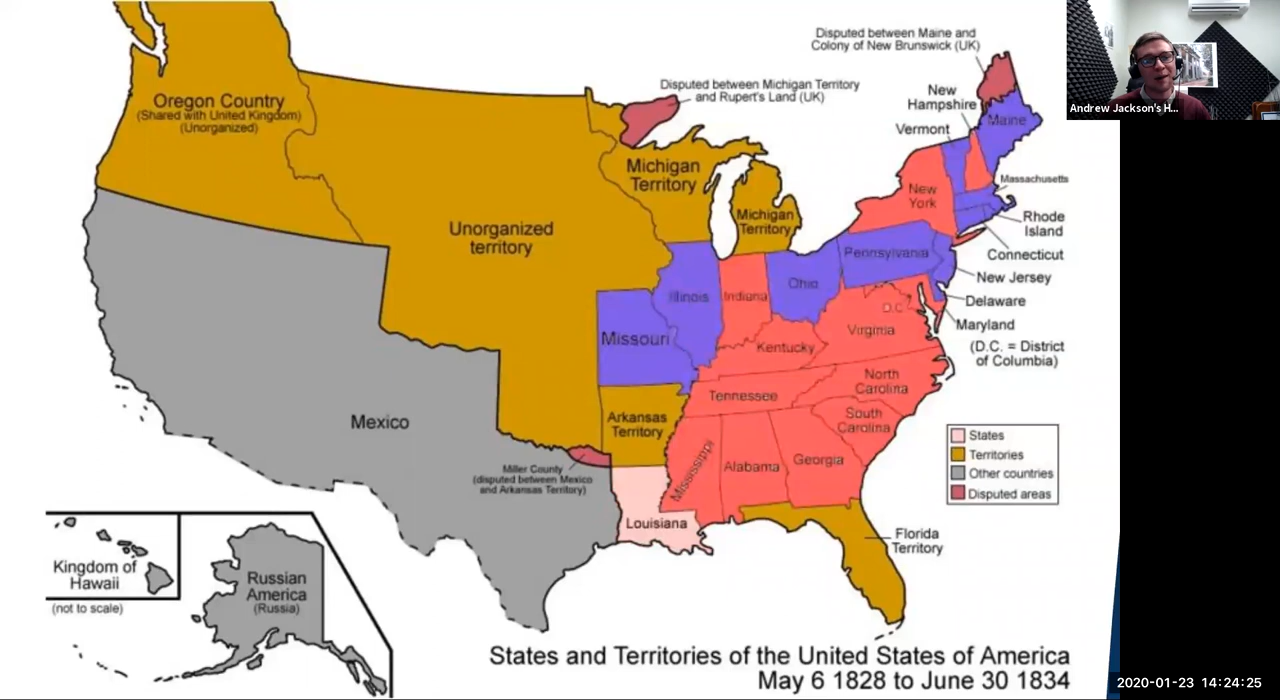 Disputed between Maine and
Colony of New Brunswick (UK)
Disputed between Michigan Territory
and Rupert's Land (UK)
Oregon Country
(Shared with United Kingdom)
(Unorganized)
New
Hampshire
Vermont
Maine
Michigan
Territory
Massachusetts
New
York
Michigan
Territory
Rhode
Island
Unorganized
territory
Pennsylvania
Connecticut
New Jersey
Illinois
Indiana
Ohio
Delaware
D.C.
Maryland
Missouri
Kentucky
Virginia
(D.C. = District
of Columbia)
North
Carolina
Tennessee
Mexico
Arkansas
Territory
South
Carolina
Mississippi
Alabama
Georgia
States
Territories
Other countries
Disputed areas
Miller County
(disputed between Mexico
and Arkansas Territory)
Louisiana
Florida
Territory
Kingdom of
Hawaii
(not to scale)
Russian
America
(Russia)
States and Territories of the United States of America
May 6 1828 to June 30 1834
Andrew Jackson's H...
2020-01-23 14:24:25